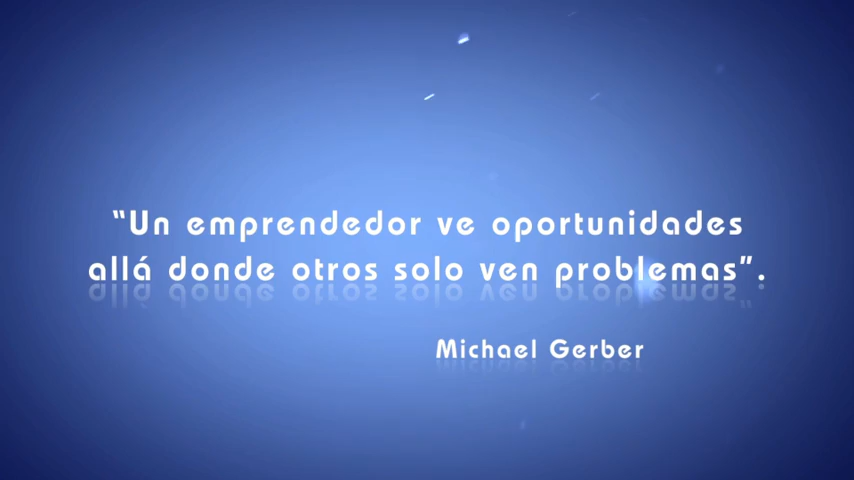 “Un emprendedor ve oportunidades
allá donde otros solo ven problemas”.
Michael Gerber